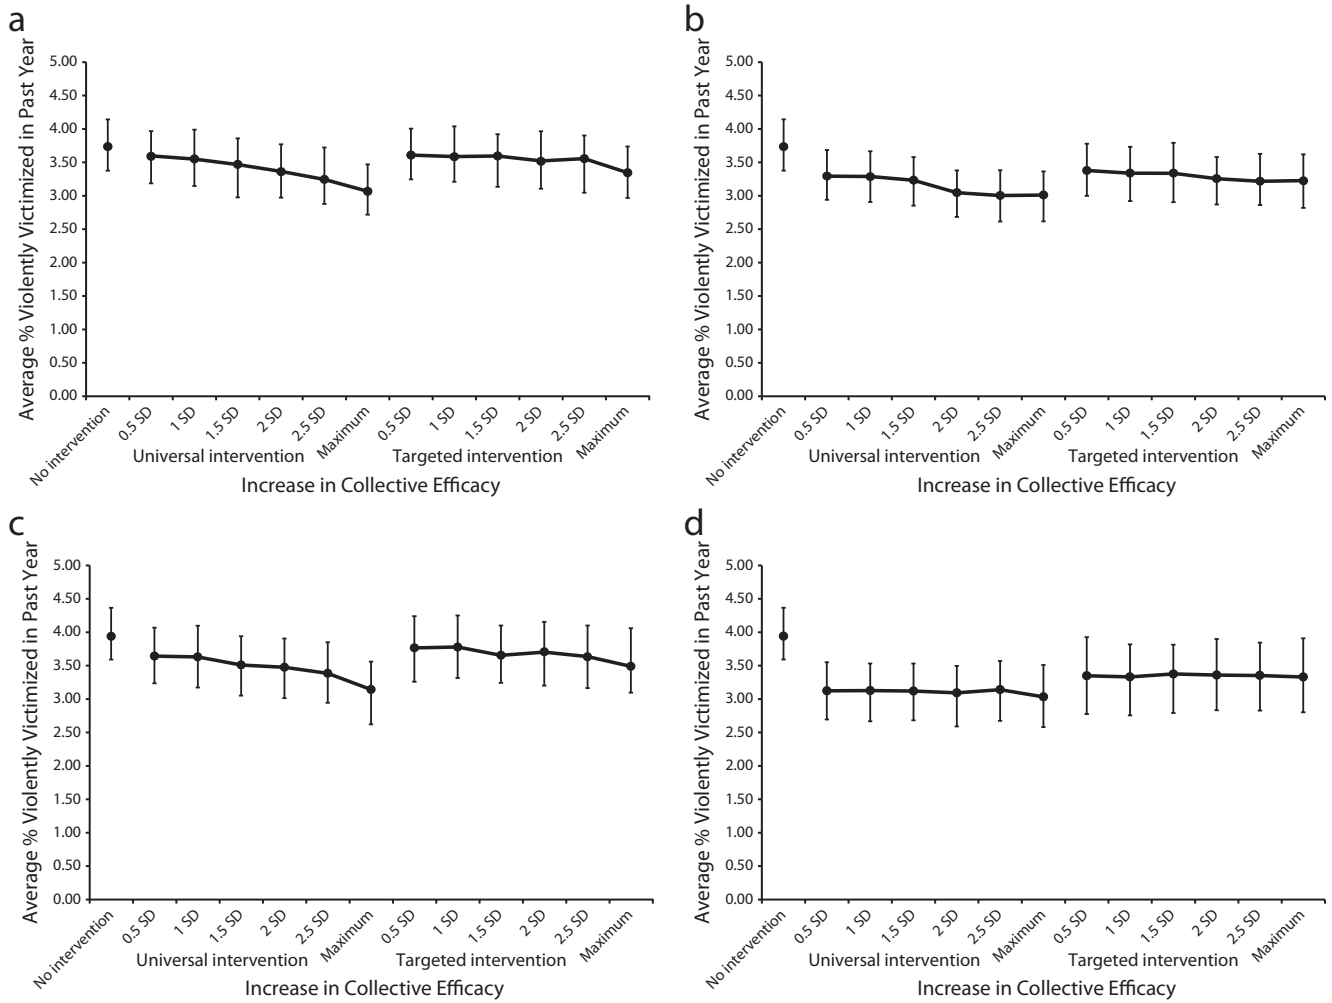 a
Average % Violently Victimized in Past Year
5.00
4.50
4.00
3.50
3.00
2.50
2.00
1.50
1.00
0.50
0.00
No intervention
0.5 SD
1 SD
1.5 SD
2 SD
2.5 SD
Maximum
0.5 SD
1 SD
1.5 SD
2 SD
2.5 SD
Maximum
Universal intervention
Targeted intervention
Increase in Collective Efficacy
b
Average % Violently Victimized in Past Year
5.00
4.50
4.00
3.50
3.00
2.50
2.00
1.50
1.00
0.50
0.00
No intervention
0.5 SD
1 SD
1.5 SD
2 SD
2.5 SD
Maximum
0.5 SD
1 SD
1.5 SD
2 SD
2.5 SD
Maximum
Universal intervention
Targeted intervention
Increase in Collective Efficacy
c
Average % Violently Victimized in Past Year
5.00
4.50
4.00
3.50
3.00
2.50
2.00
1.50
1.00
0.50
0.00
No intervention
0.5 SD
1 SD
1.5 SD
2 SD
2.5 SD
Maximum
0.5 SD
1 SD
1.5 SD
2 SD
2.5 SD
Maximum
Universal intervention
Targeted intervention
Increase in Collective Efficacy
d
Average % Violently Victimized in Past Year
5.00
4.50
4.00
3.50
3.00
2.50
2.00
1.50
1.00
0.50
0.00
No intervention
0.5 SD
1 SD
1.5 SD
2 SD
2.5 SD
Maximum
0.5 SD
1 SD
1.5 SD
2 SD
2.5 SD
Maximum
Universal intervention
Targeted intervention
Increase in Collective Efficacy